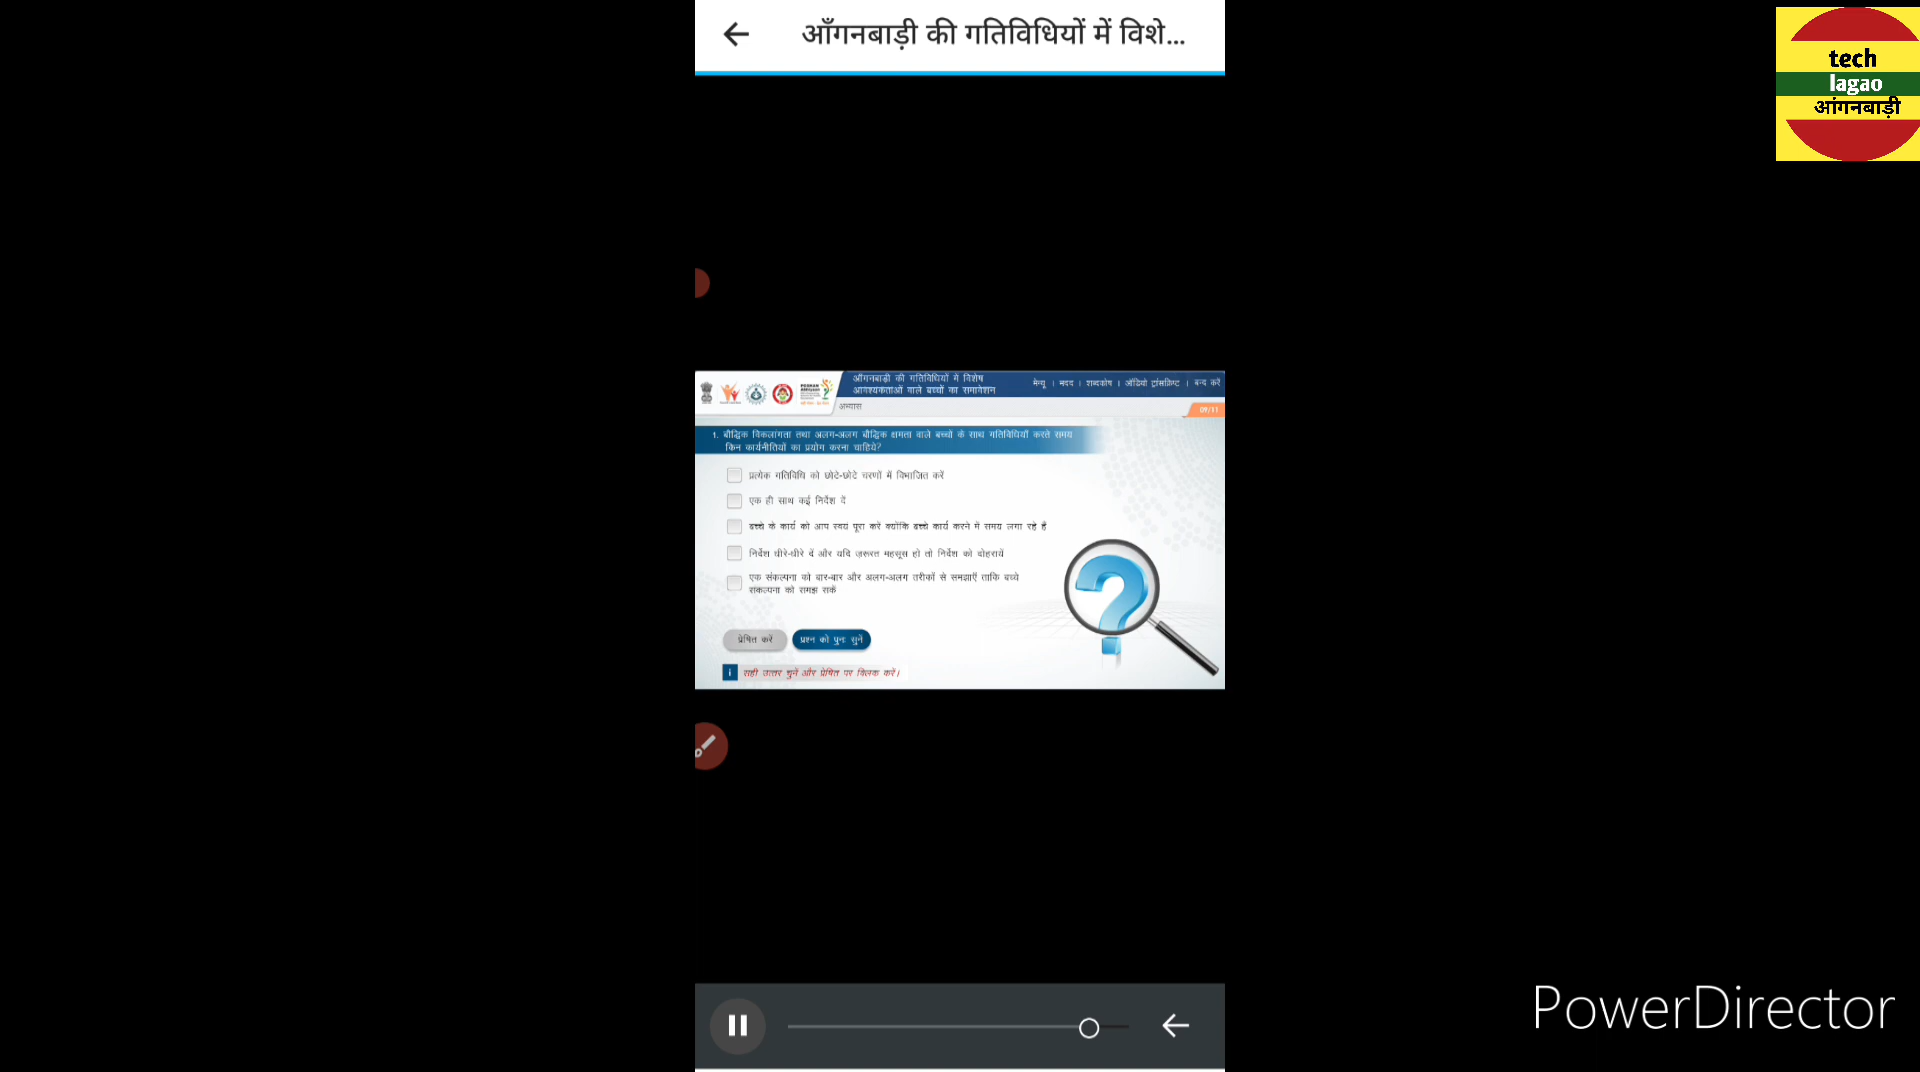 आँगनबाड़ी की गतिविधियों में विशे...
tech
lagao
आंगनबाड़ी
आँगनबाड़ी की गतिविधियों में विशेष
आवश्यकताओं वाले बच्चों का समावेशन
मेन्यू । मदद । शब्दकोष । ऑडियो ट्रांसक्रिप्ट । बन्द करें
POSHAN
अभ्यास
09/11
1. बौद्धिक विकलांगता तथा अलग-अलग बौद्धिक क्षमता वाले बच्चों के साथ गतिविधियाँ करते समय
किन कार्यनीतियों का प्रयोग करना चाहिये?
प्रत्येक गतिविधि को छोटे-छोटे चरणों में विभाजित करें
एक ही साथ कई निर्देश दें
बच्चे के कार्य को आप स्वयं पूरा करें क्योंकि बच्चे कार्य करने में समय लगा रहे हैं
निर्देश धीरे-धीरे दें और यदि ज़रूरत महसूस हो तो निर्देश को दोहरायें
एक संकल्पना को बार-बार और अलग-अलग तरीकों से समझाएँ ताकि बच्चे
संकल्पना को समझ सकें
प्रेषित करें
प्रश्न को पुनः सुनें
i सही उत्तर चुनें और प्रेषित पर क्लिक करें।
PowerDirector